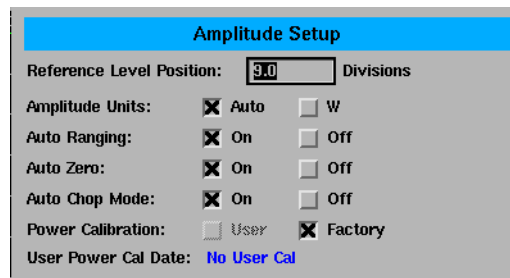 Amplitude Setup
Reference Level Position: 9.0 Divisions
Amplitude Units: Auto W
Auto Ranging: On Off
Auto Zero: On Off
Auto Chop Mode: On Off
Power Calibration: User Factory
User Power Cal Date: No User Cal